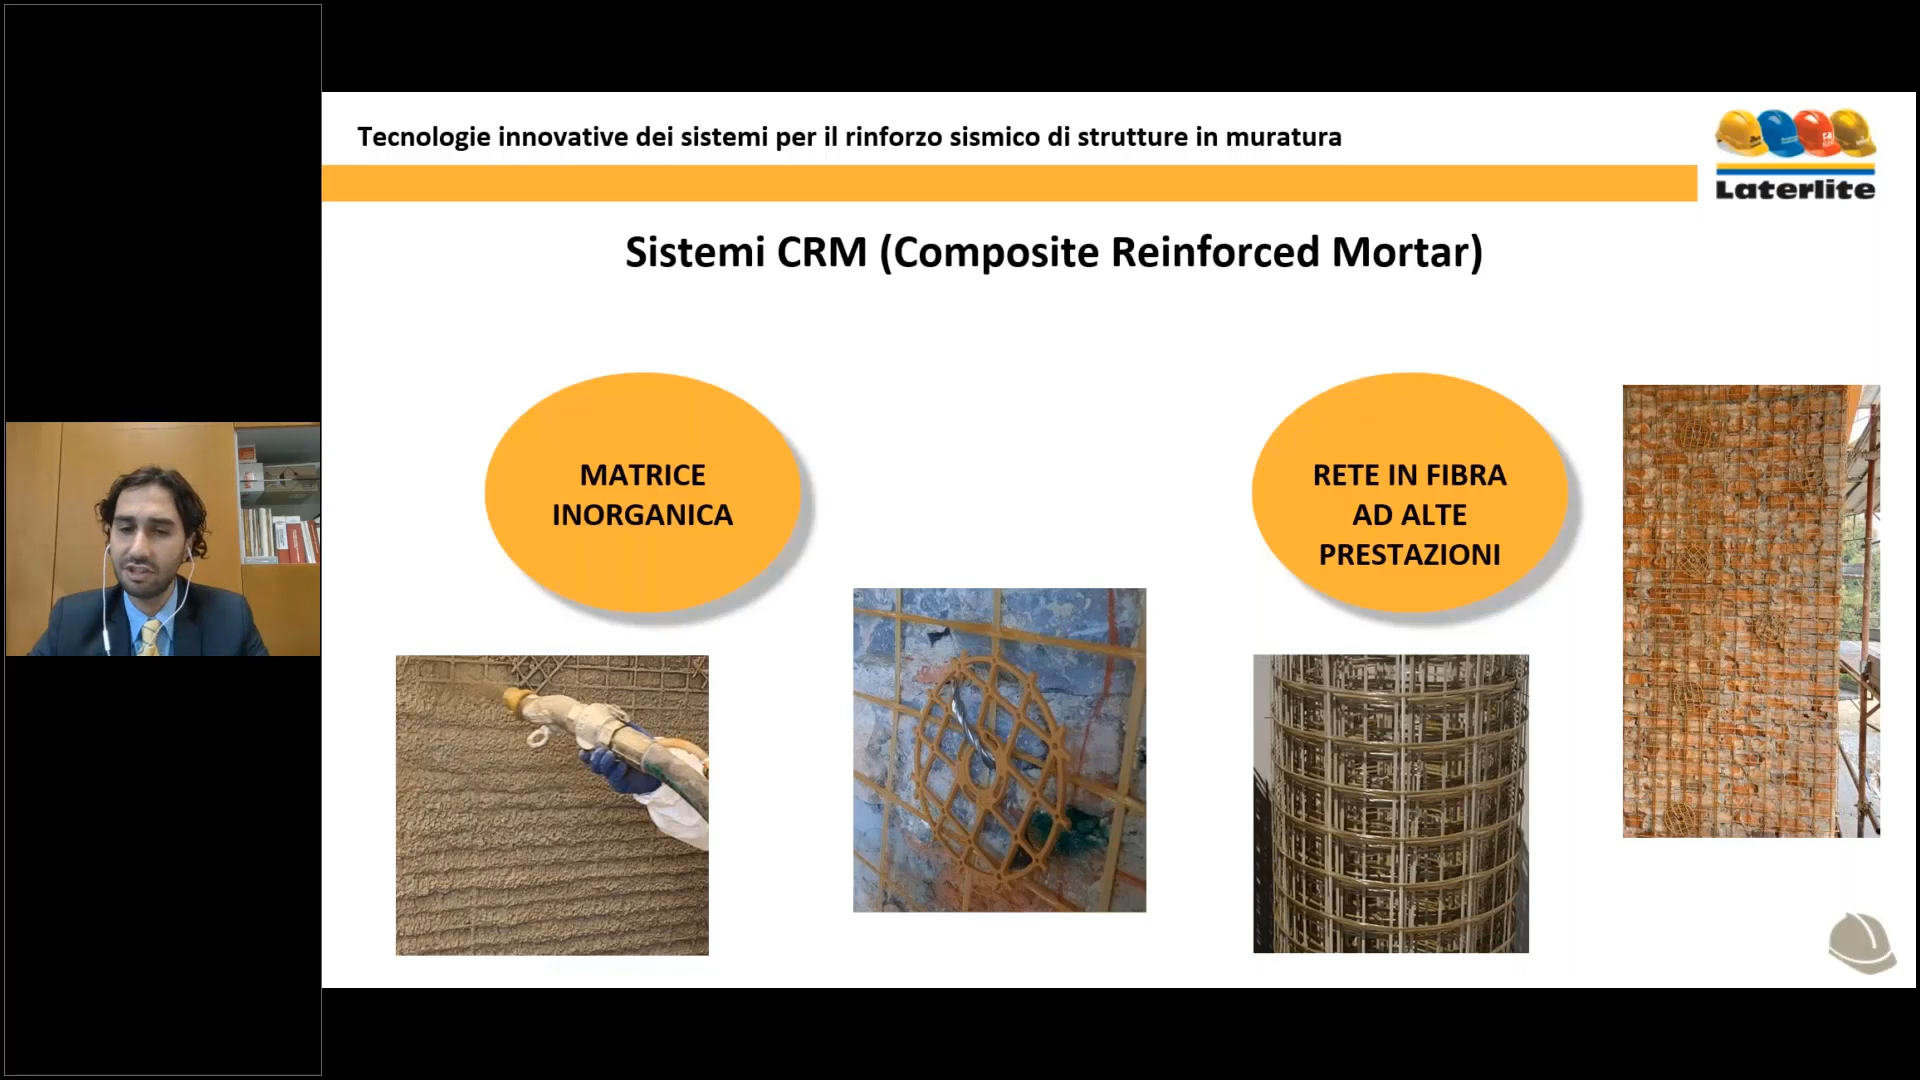 Tecnologie innovative dei sistemi per il rinforzo sismico di strutture in muratura
Laterlite
Sistemi CRM (Composite Reinforced Mortar)
MATRICE
INORGANICA
RETE IN FIBRA
AD ALTE
PRESTAZIONI